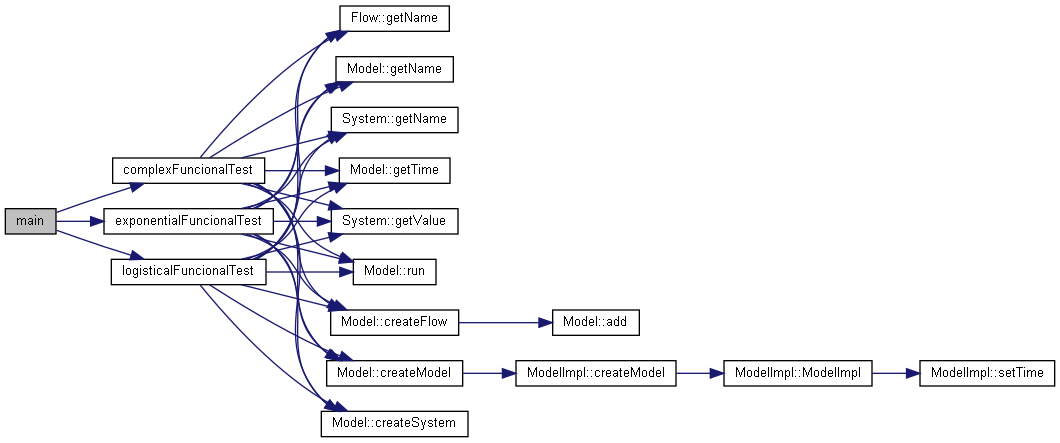 Flow::getName
Model::getName
System::getName
complexFuncionalTest
Model::getTime
main
exponentialFuncionalTest
System::getValue
logisticalFuncionalTest
Model::run
Model::createFlow
Model::add
Model::createModel
ModelImpl::createModel
ModelImpl::ModelImpl
ModelImpl::setTime
Model::createSystem